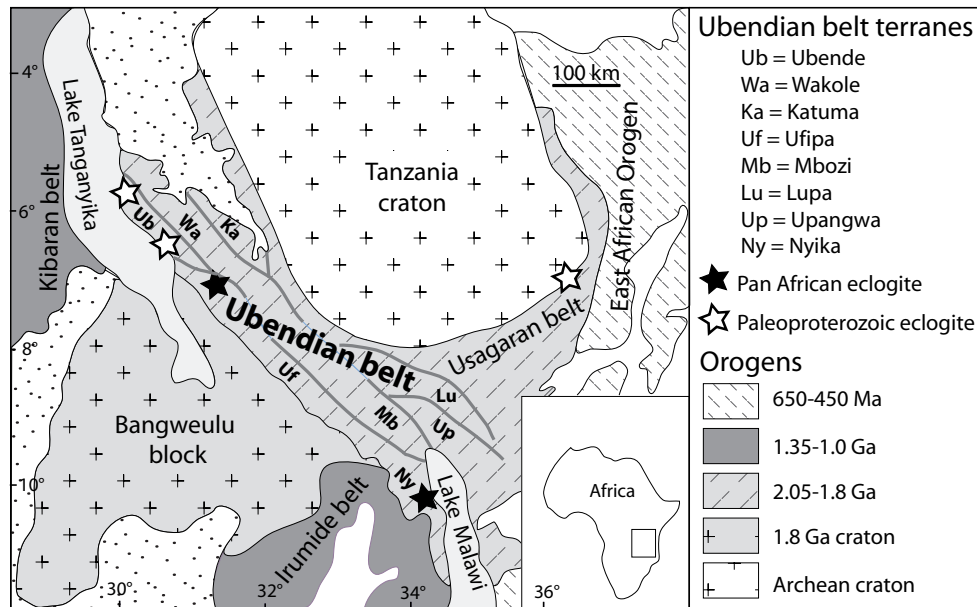 4°
6°
8°
10°
30°
32°
34°
36°
Kibaran belt
Lake Tanganyika
Ub
Wa
Ka
Tanzania
craton
100 km
East African Orogen
Usagaran belt
Ubendian belt
Uf
Mb
Lu
Up
Ny
Bangweulu
block
Irumide belt
Lake Malawi
Africa
Ubendian belt terranes
Ub = Ubende
Wa = Wakole
Ka = Katuma
Uf = Ufipa
Mb = Mbozi
Lu = Lupa
Up = Upangwa
Ny = Nyika
Pan African eclogite
Paleoproterozoic eclogite
Orogens
650-450 Ma
1.35-1.0 Ga
2.05-1.8 Ga
1.8 Ga craton
Archean craton